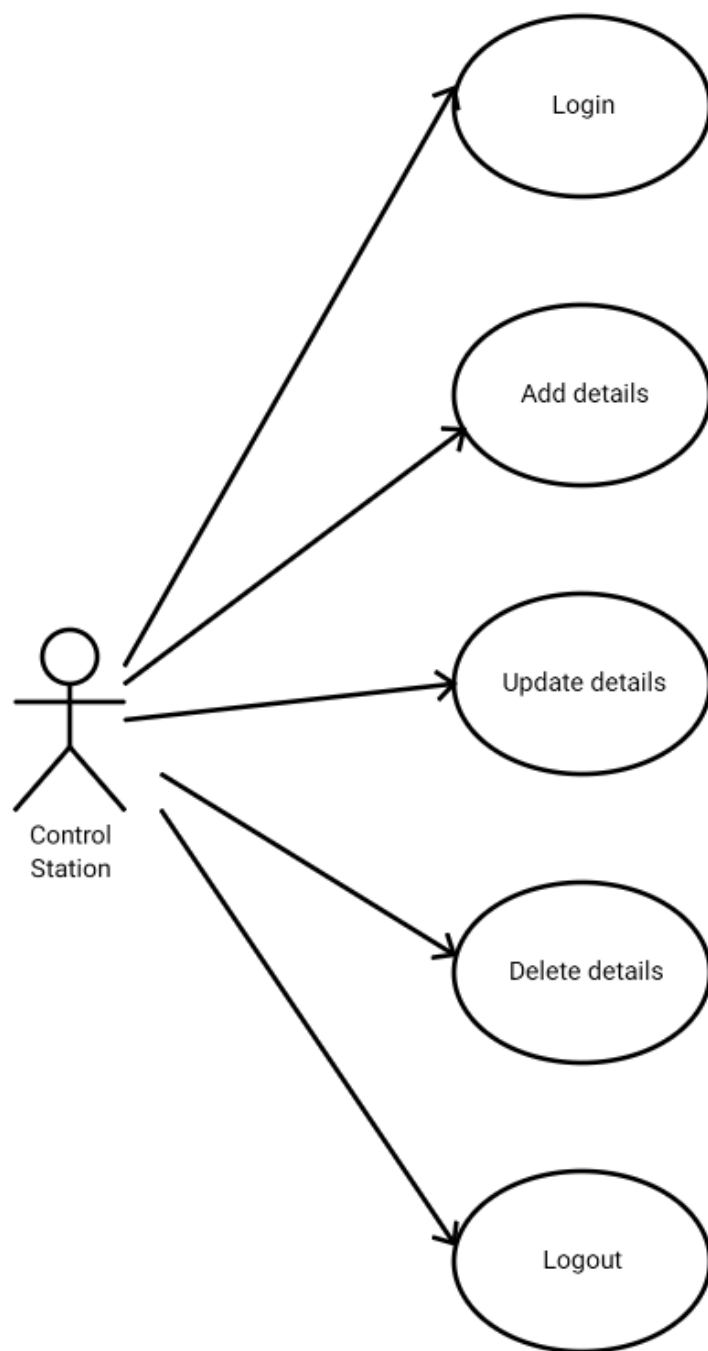 Login
Add details
Update details
Control
Station
Delete details
Logout